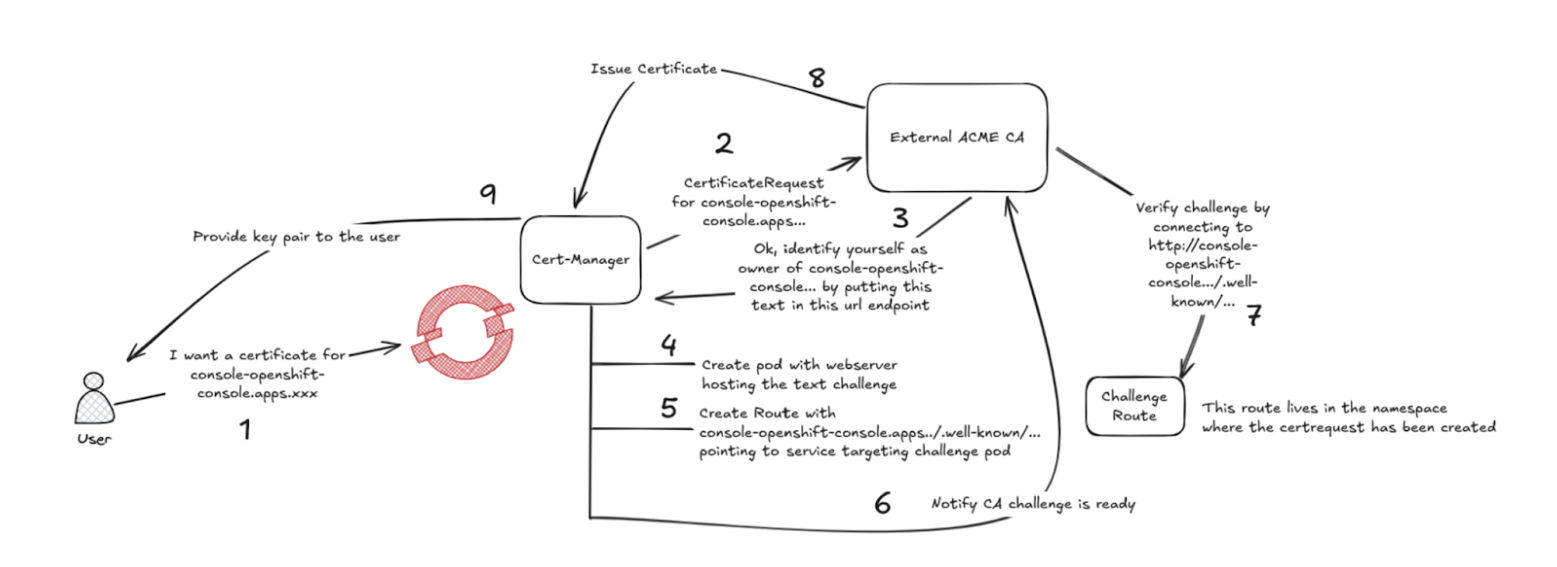 Issue Certificate
8
External ACME CA
2
CertificateRequest
for console-openshift-
console.apps...
3
Ok, identify yourself as
owner of console-openshift-
console... by putting this
text in this url endpoint
9
Provide key pair to the user
Cert-Manager
Verify challenge by
connecting to
http://console-
openshift-
console.../.well-
known/...
7
I want a certificate for
console-openshift-
console.apps.xxx
1
User
4
Create pod with webserver
hosting the text challenge
5
Create Route with
console-openshift-console.apps../.well-known/...
pointing to service targeting challenge pod
Challenge
Route
This route lives in the namespace
where the certrequest has been created
6
Notify CA challenge is ready